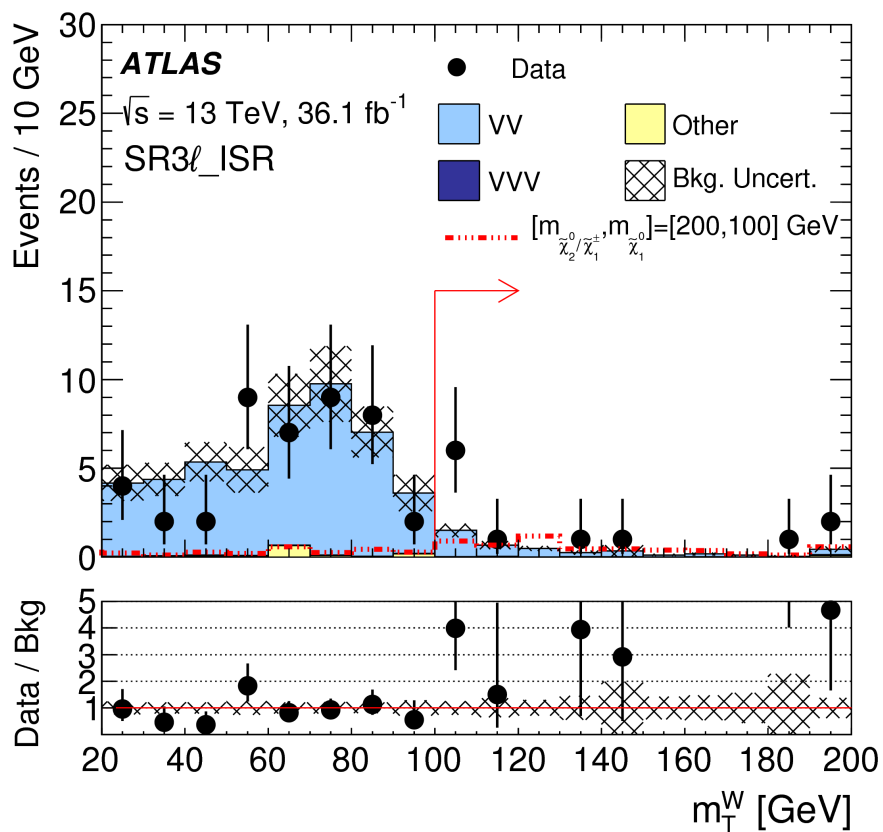 30
25
20
15
10
5
0
Events / 10 GeV
ATLAS
√s = 13 TeV, 36.1 fb⁻¹
SR3ℓ_ISR
Data
VV
Other
VVV
Bkg. Uncert.
[m_{χ̃₂⁰/χ̃₁^±},m_{χ̃₁⁰}]=[200,100] GeV
5
4
3
2
1
Data / Bkg
20 40 60 80 100 120 140 160 180 200
m_T^W [GeV]